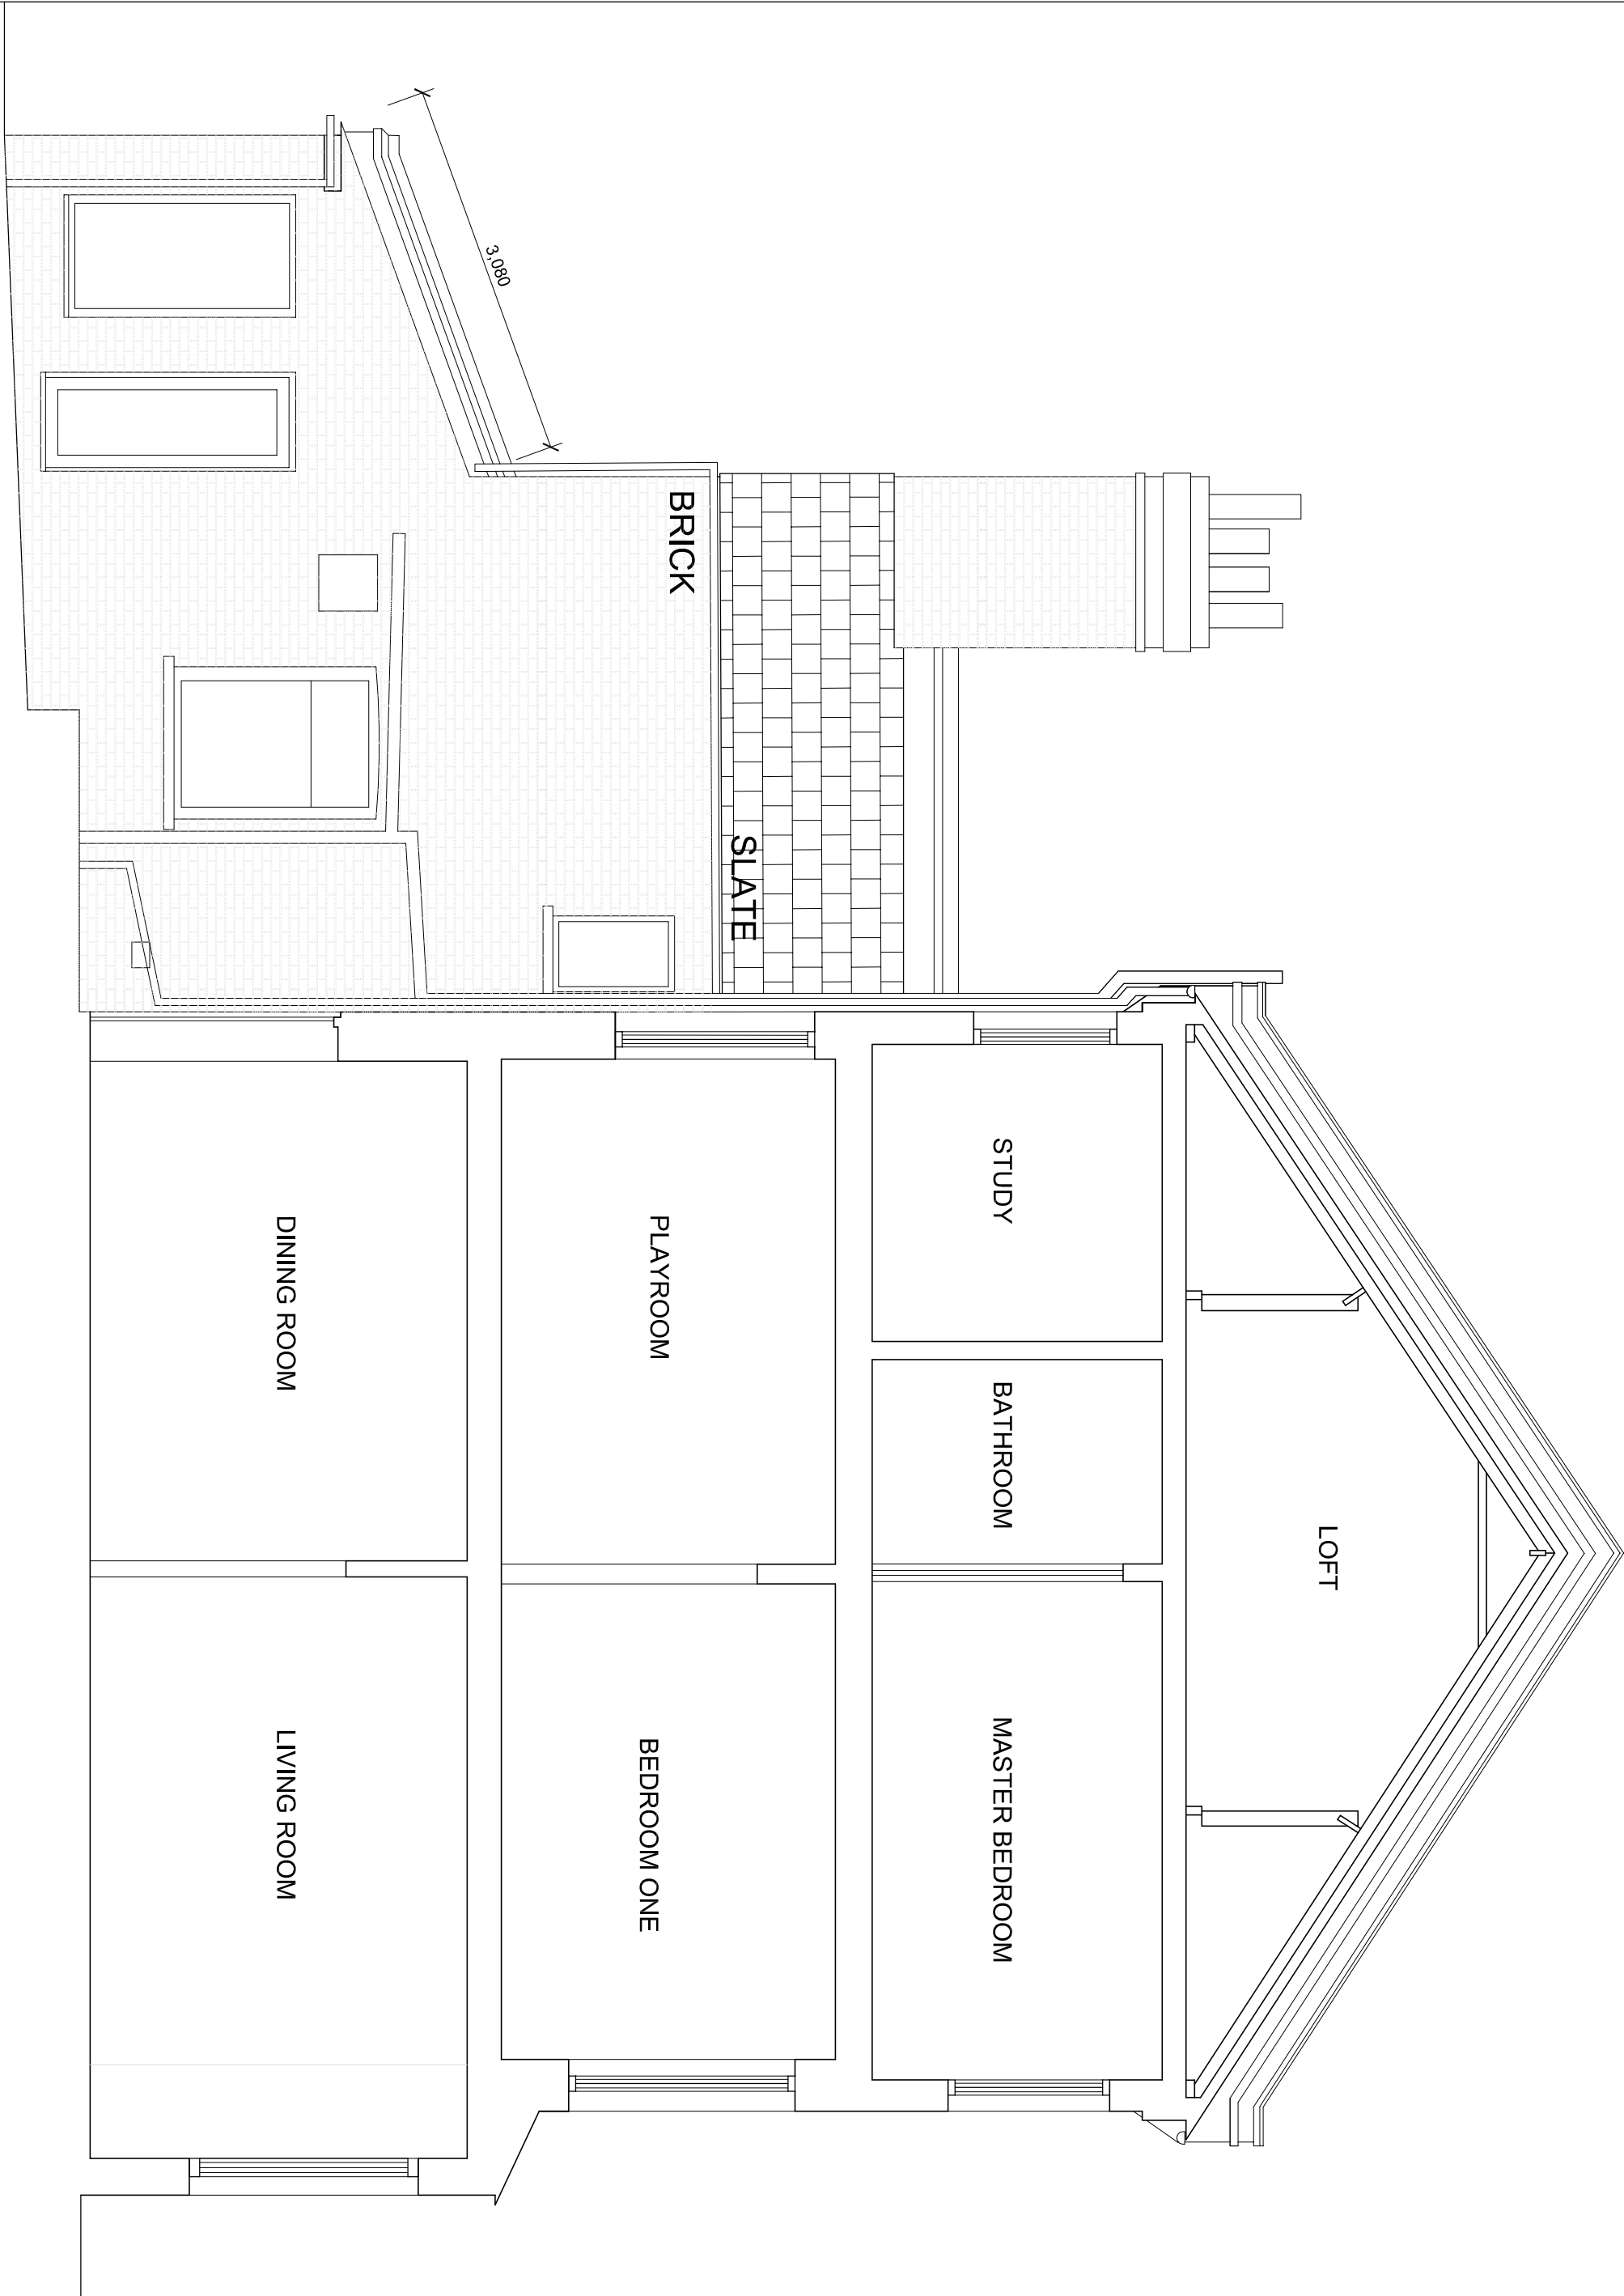 LOFT
STUDY
BATHROOM
MASTER BEDROOM
SLATE
BRICK
PLAYROOM
BEDROOM ONE
3,080
DINING ROOM
LIVING ROOM